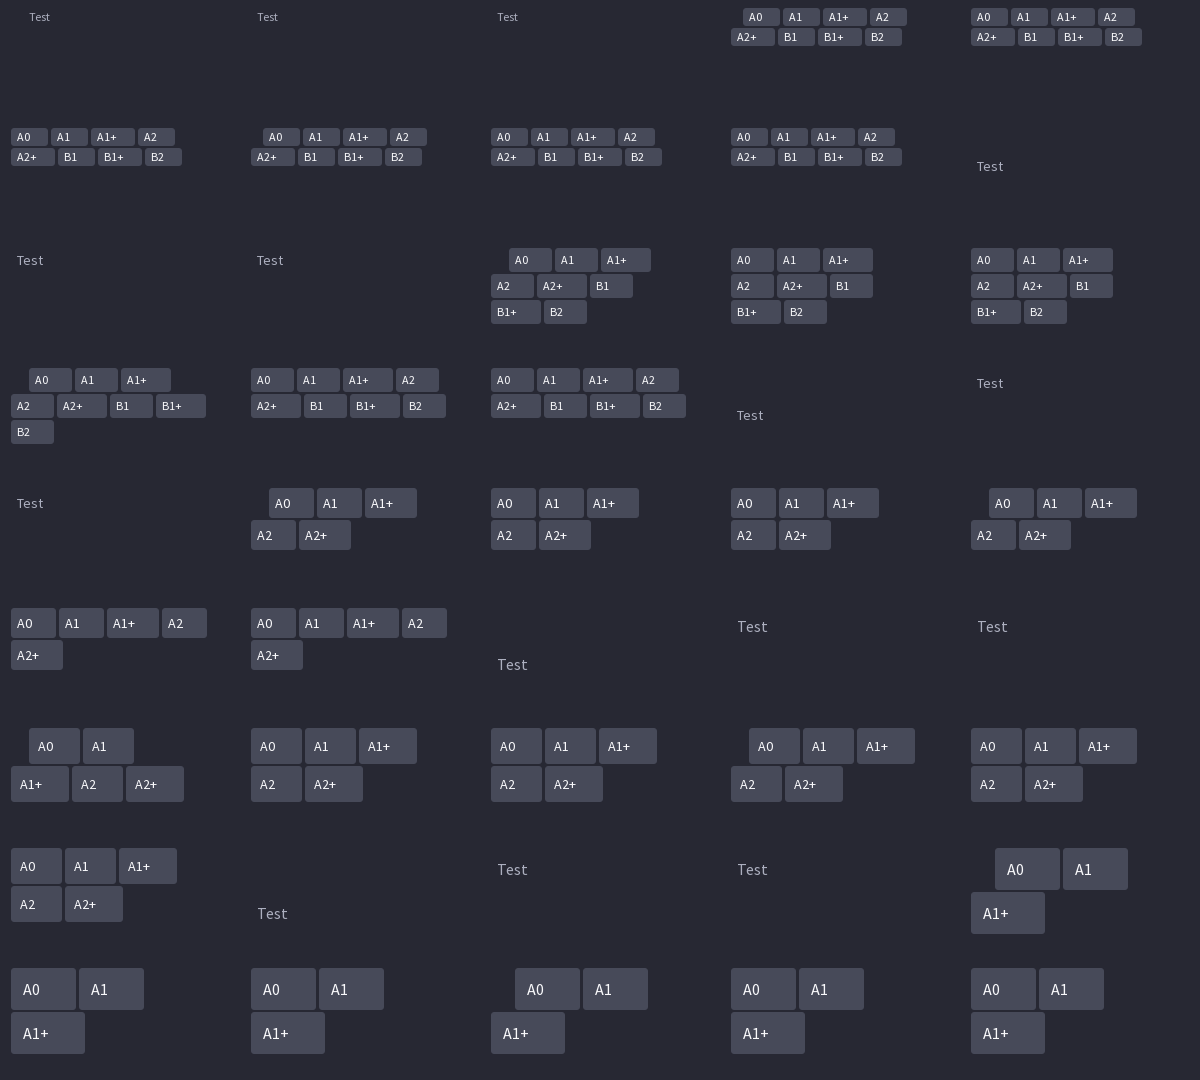 Test Test Test A0 A1 A1+ A2 A0 A1 A1+ A2
A2+ B1 B1+ B2 A2+ B1 B1+ B2
A0 A1 A1+ A2 A0 A1 A1+ A2 A0 A1 A1+ A2 A0 A1 A1+ A2
A2+ B1 B1+ B2 A2+ B1 B1+ B2 A2+ B1 B1+ B2 A2+ B1 B1+ B2
Test
Test Test A0 A1 A1+ A0 A1 A1+ A0 A1 A1+
A2 A2+ B1 A2 A2+ B1 A2 A2+ B1
B1+ B2 B1+ B2 B1+ B2
A0 A1 A1+ A0 A1 A1+ A2 A0 A1 A1+ A2 Test
A2 A2+ B1 B1+ A2+ B1 B1+ B2 A2+ B1 B1+ B2
Test
B2
Test A0 A1 A1+ A0 A1 A1+ A0 A1 A1+ A0 A1 A1+
A2 A2+ A2 A2+ A2 A2+ A2 A2+
A0 A1 A1+ A2 A0 A1 A1+ A2 Test Test
A2+ A2+
Test
A0 A1 A0 A1 A1+ A0 A1 A1+ A0 A1 A1+ A0 A1 A1+
A1+ A2 A2+ A2 A2+ A2 A2+ A2 A2+ A2 A2+
A0 A1 A1+ Test Test A0 A1
A2 A2+
Test A1+
A0 A1 A0 A1 A0 A1 A0 A1 A0 A1
A1+ A1+ A1+ A1+ A1+